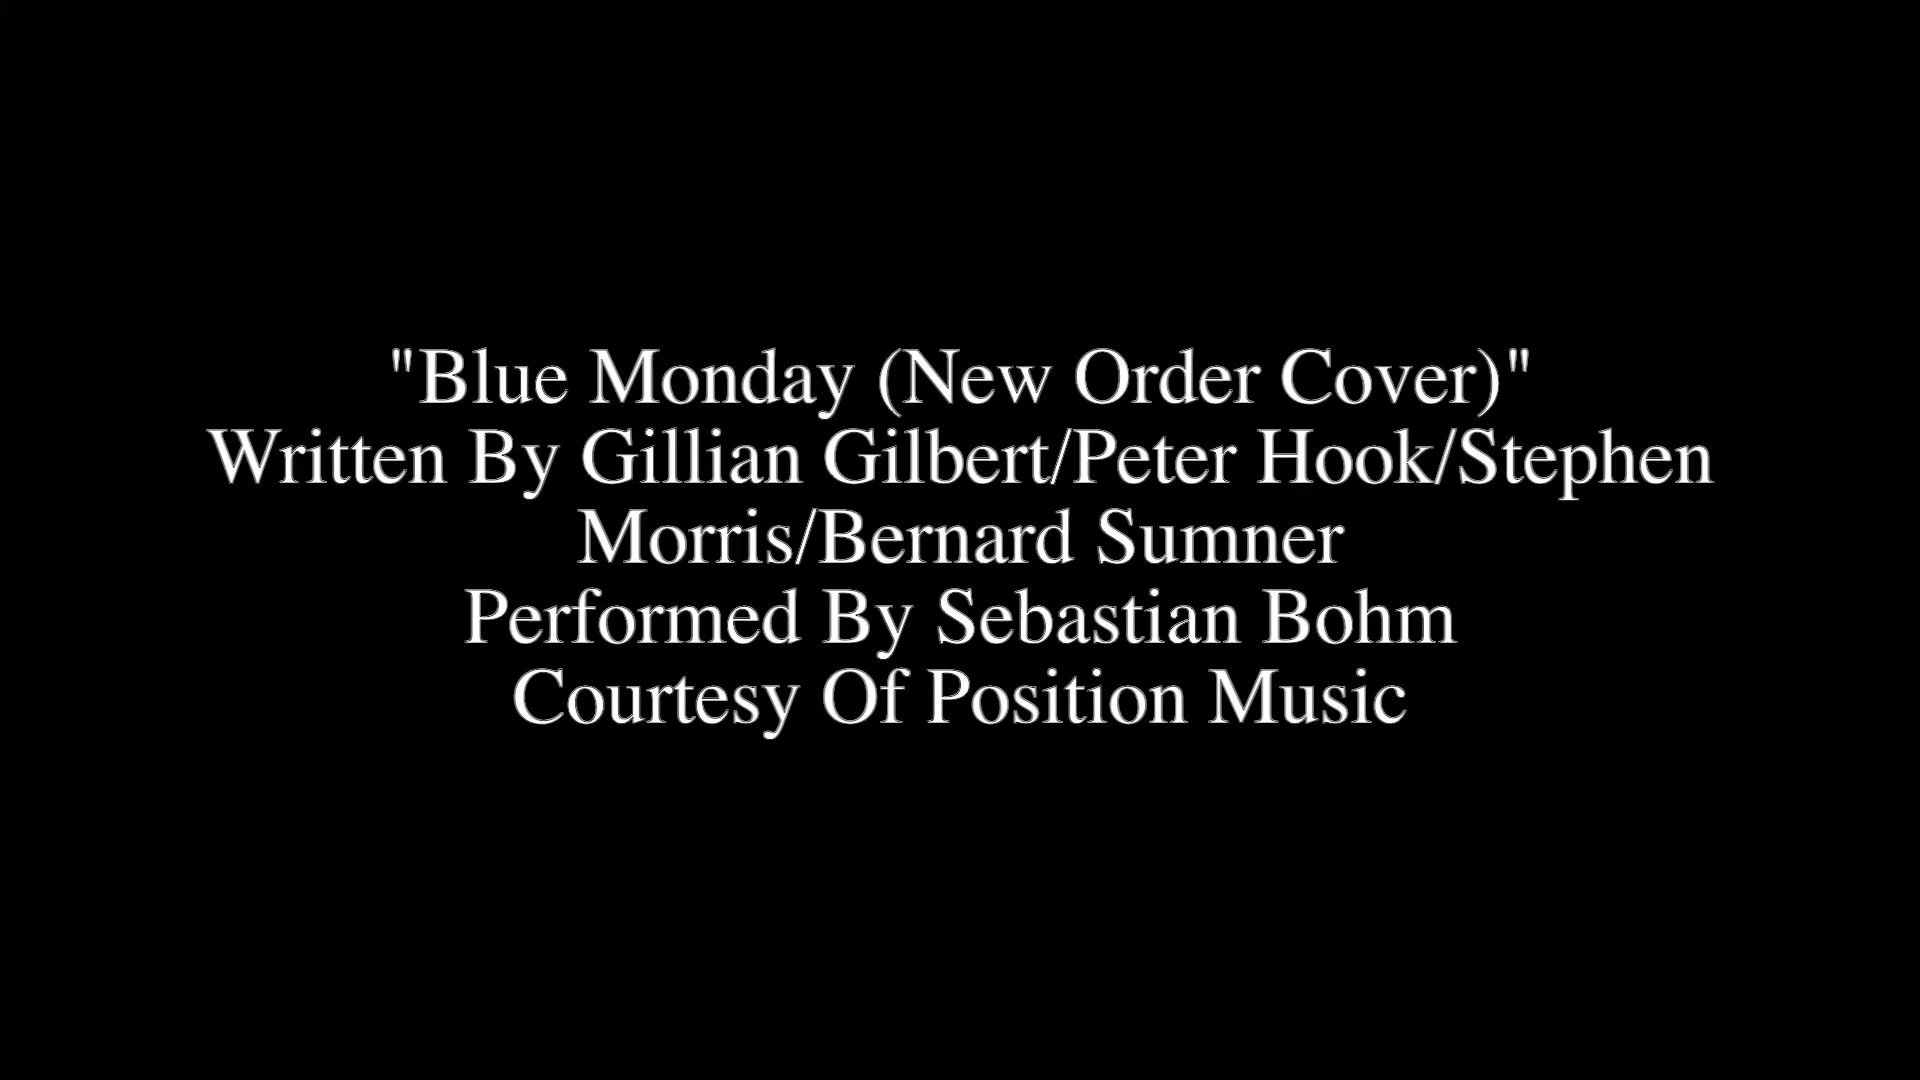 "Blue Monday (New Order Cover)"
Written By Gillian Gilbert/Peter Hook/Stephen
Morris/Bernard Sumner
Performed By Sebastian Bohm
Courtesy Of Position Music